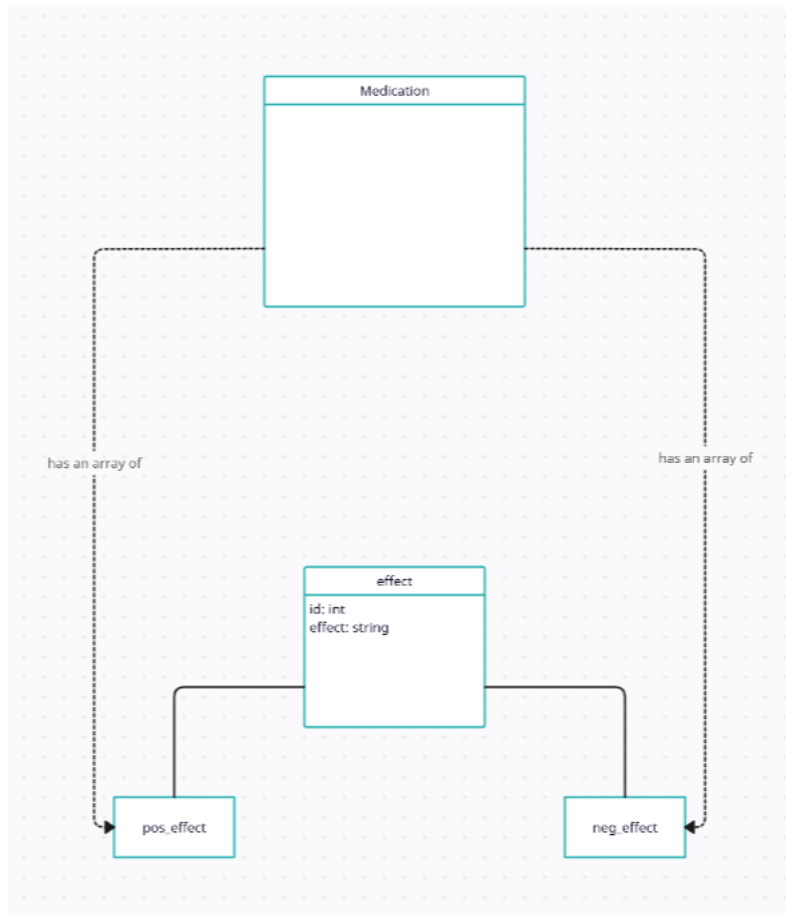 Medication
has an array of
has an array of
effect
id: int
effect: string
pos_effect
neg_effect